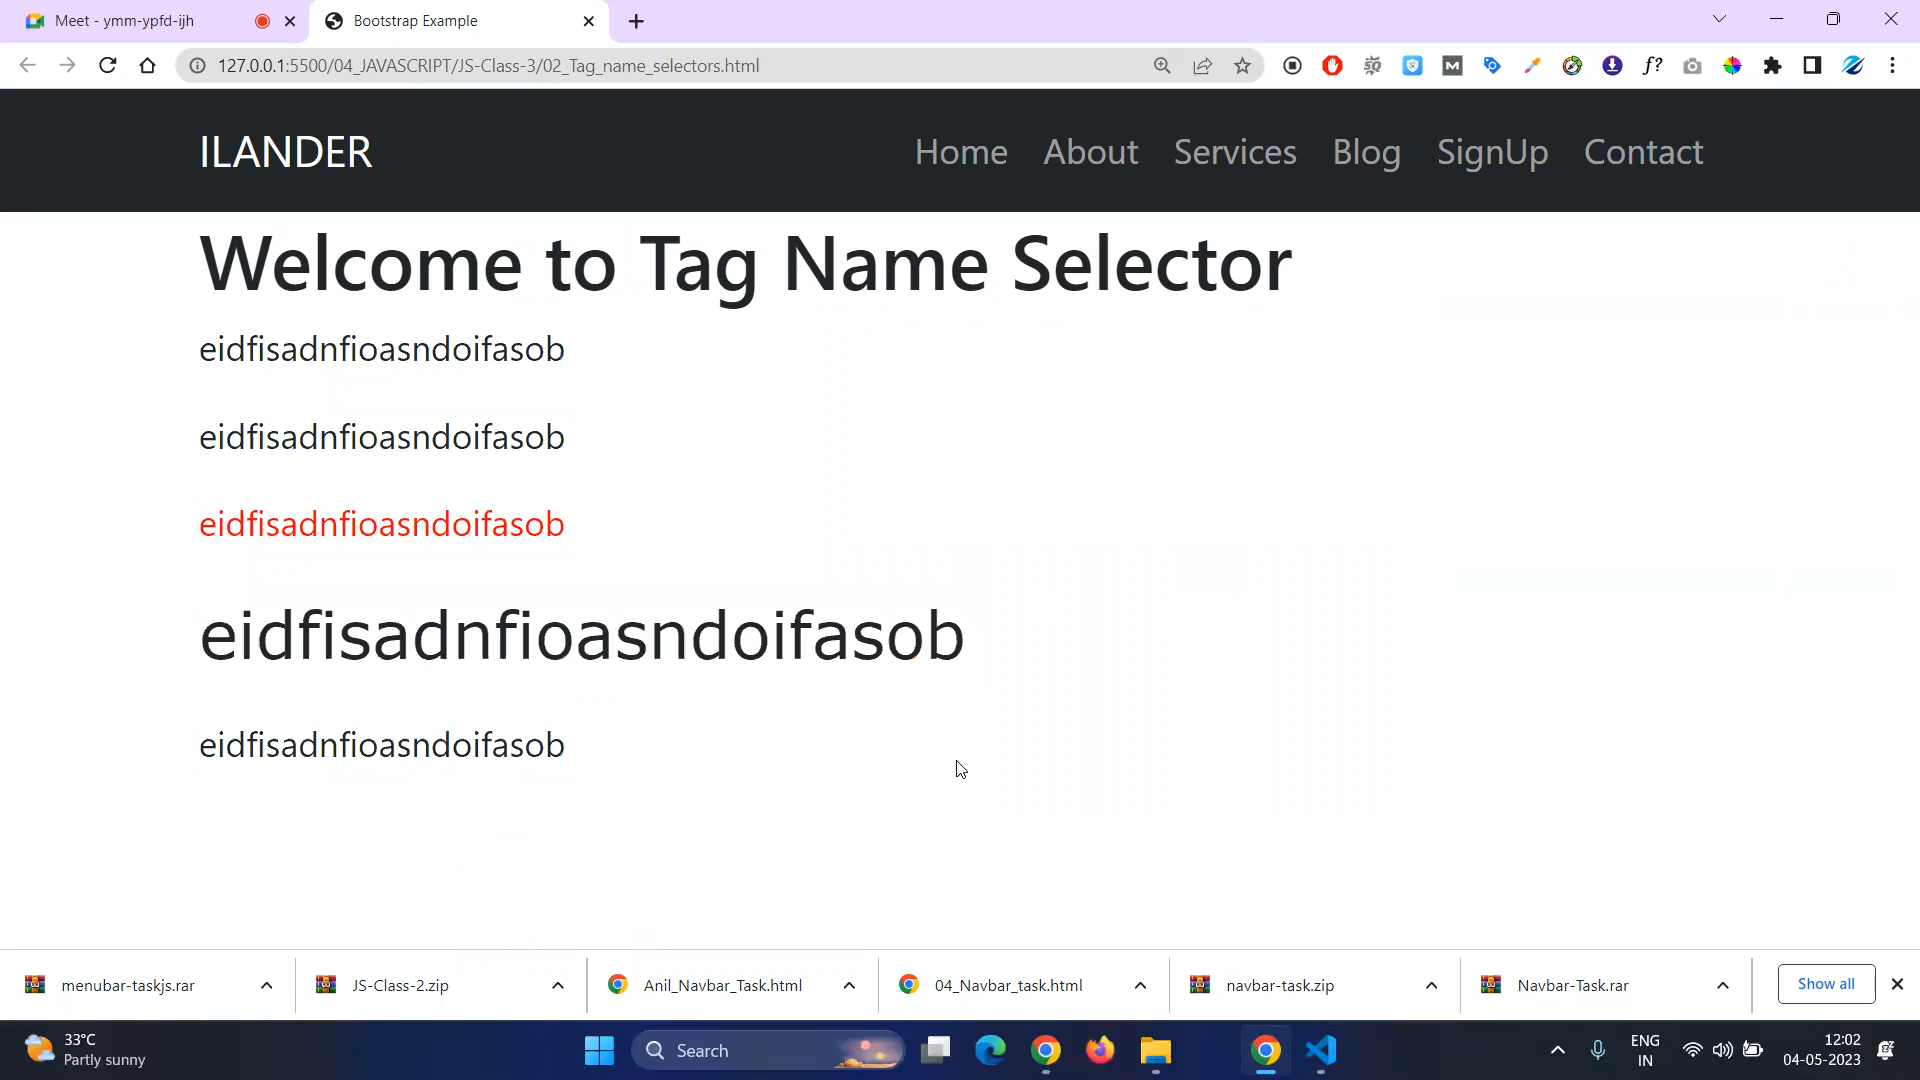 Meet - ymm-ypfd-ijh
Bootstrap Example
127.0.0.1:5500/04_JAVASCRIPT/JS-Class-3/02_Tag_name_selectors.html
ILANDER Home About Services Blog SignUp Contact
Welcome to Tag Name Selector
eidfisadnfioasndoifasob
eidfisadnfioasndoifasob
eidfisadnfioasndoifasob
eidfisadnfioasndoifasob
eidfisadnfioasndoifasob
menubar-taskjs.rar JS-Class-2.zip Anil_Navbar_Task.html 04_Navbar_task.html navbar-task.zip Navbar-Task.rar Show all
33°C
Partly sunny
Search
ENG
IN
12:02
04-05-2023